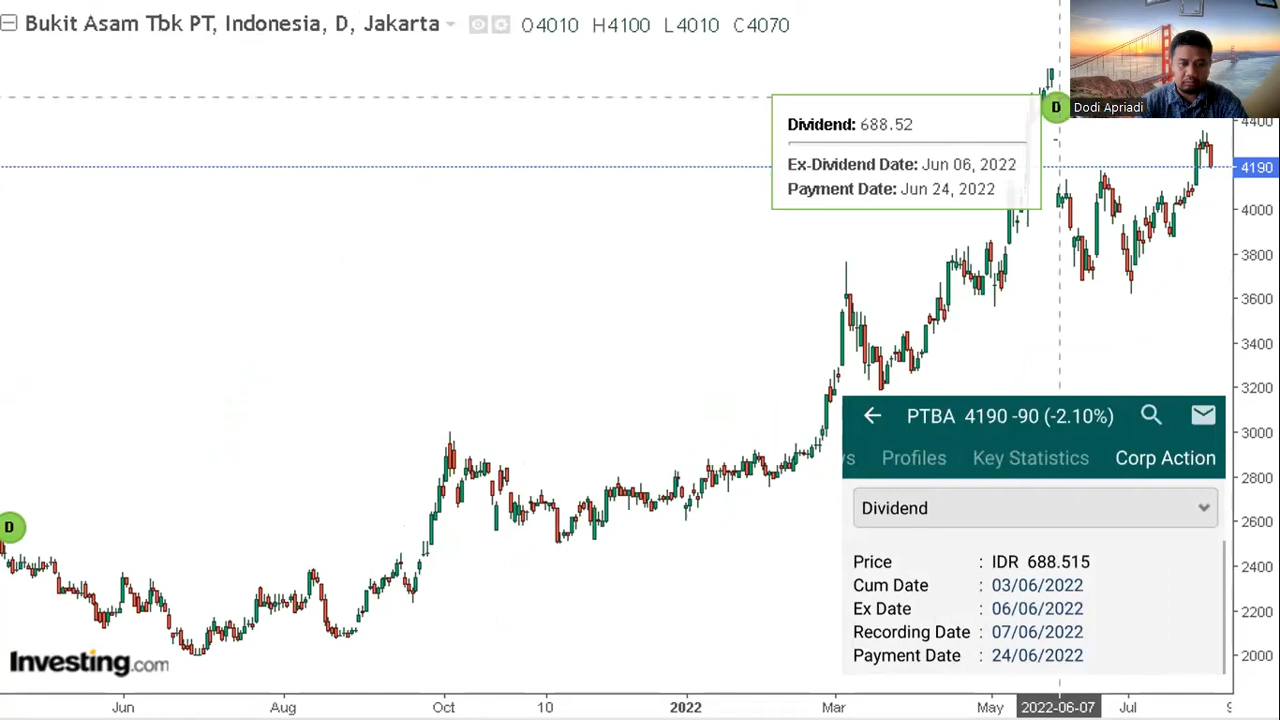 Bukit Asam Tbk PT, Indonesia, D, Jakarta O4010 H4100 L4010 C4070
Dodi Apriadi
D
Dividend: 688.52
Ex-Dividend Date: Jun 06, 2022
Payment Date: Jun 24, 2022
4400
4190
4000
3800
3600
3400
3200
3000
2800
2600
2400
2200
2000
D
PTBA 4190 -90 (-2.10%)
Profiles Key Statistics Corp Action
Dividend
Price : IDR 688.515
Cum Date : 03/06/2022
Ex Date : 06/06/2022
Recording Date : 07/06/2022
Payment Date : 24/06/2022
Investing.com
Jun Aug Oct 10 2022 Mar May 2022-06-07 Jul